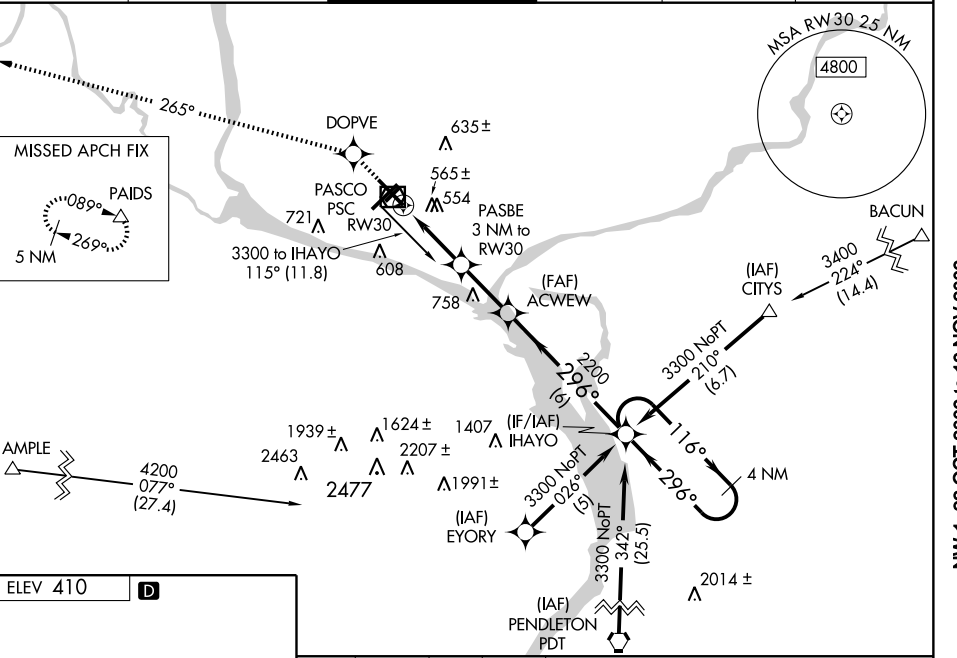 MSA RW30 25 NM
4800
265°
DOPVE
635±
MISSED APCH FIX
PAIDS
089°
269°
5 NM
565±
554
PASCO
PSC
RW30
721
PASBE
3 NM to
RW30
3300 to IHAYO
115° (11.8)
608
BACUN
3400
224°
(14.4)
(IAF)
CITYS
(FAF)
ACWEW
758
3300 NoPT
210°
(6.7)
2200
296°
(6)
1939±
1624±
1407
(IF/IAF)
IHAYO
116°
AMPLE
2463
2207±
4200
077°
(27.4)
2477
1991±
3300 NoPT
026°
(5)
296°
4 NM
(IAF)
EYORY
3300 NoPT
342°
(25.5)
2014±
ELEV 410
D
(IAF)
PENDLETON
PDT